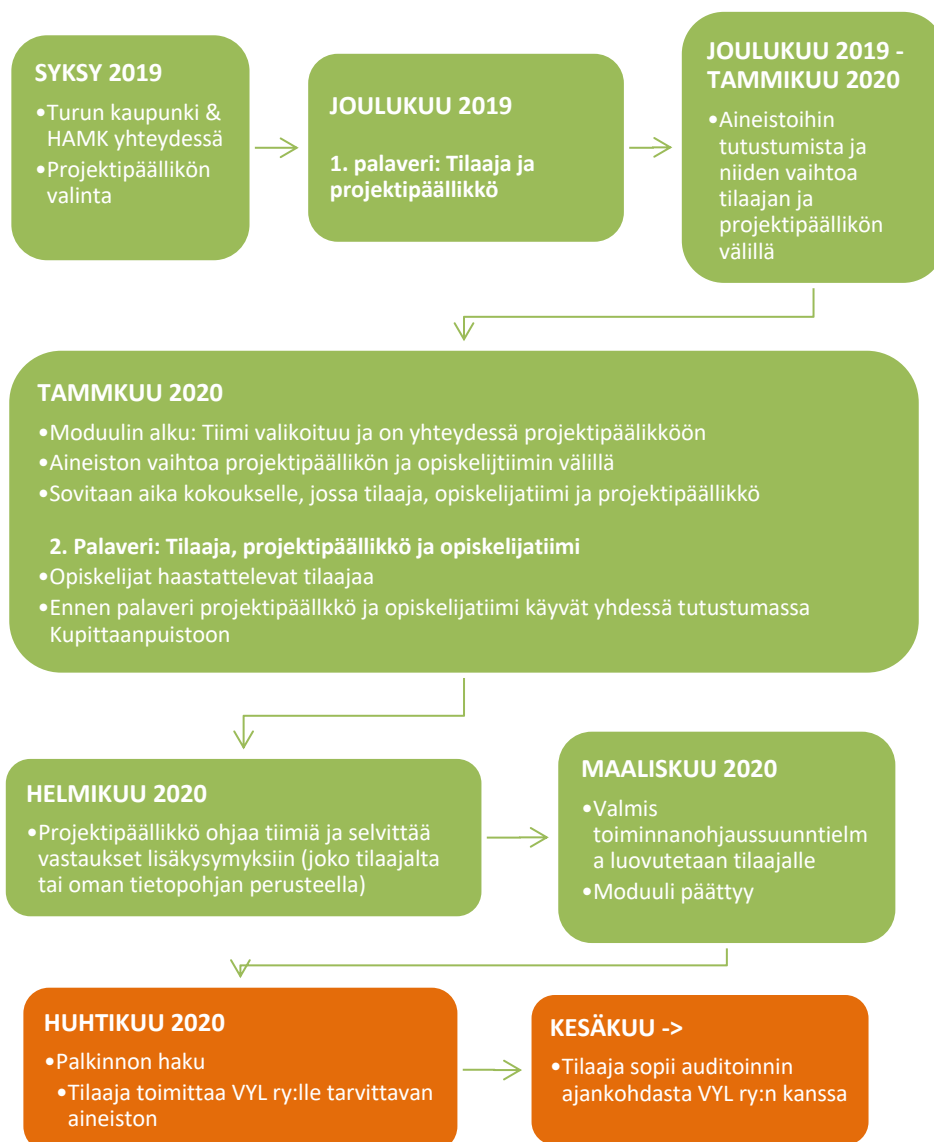 SYKSY 2019
•Turun kaupunki &
HAMK yhteydessä
•Projektipäällikön
valinta
JOULUKUU 2019
1. palaveri: Tilaaja ja
projektipäällikkö
JOULUKUU 2019 -
TAMMIKUU 2020
•Aineistoihin
tutustumista ja
niiden vaihtoa
tilaajan ja
projektipäällikön
välillä
TAMMKUU 2020
•Moduulin alku: Tiimi valikoituu ja on yhteydessä projektipäälikköön
•Aineiston vaihtoa projektipäällikön ja opiskelijtiimin välillä
•Sovitaan aika kokoukselle, jossa tilaaja, opiskelijatiimi ja projektipäällikkö
2. Palaveri: Tilaaja, projektipäällikkö ja opiskelijatiimi
•Opiskelijat haastattelevat tilaajaa
•Ennen palaveri projektipäällkkö ja opiskelijatiimi käyvät yhdessä tutustumassa
Kupittaanpuistoon
HELMIKUU 2020
•Projektipäällikkö ohjaa tiimiä ja selvittää
vastaukset lisäkysymyksiin (joko tilaajalta
tai oman tietopohjan perusteella)
MAALISKUU 2020
•Valmis
toiminnanohjaussuunntielm
a luovutetaan tilaajalle
•Moduuli päättyy
HUHTIKUU 2020
•Palkinnon haku
•Tilaaja toimittaa VYL ry:lle tarvittavan
aineiston
KESÄKUU ->
•Tilaaja sopii auditoinnin
ajankohdasta VYL ry:n kanssa